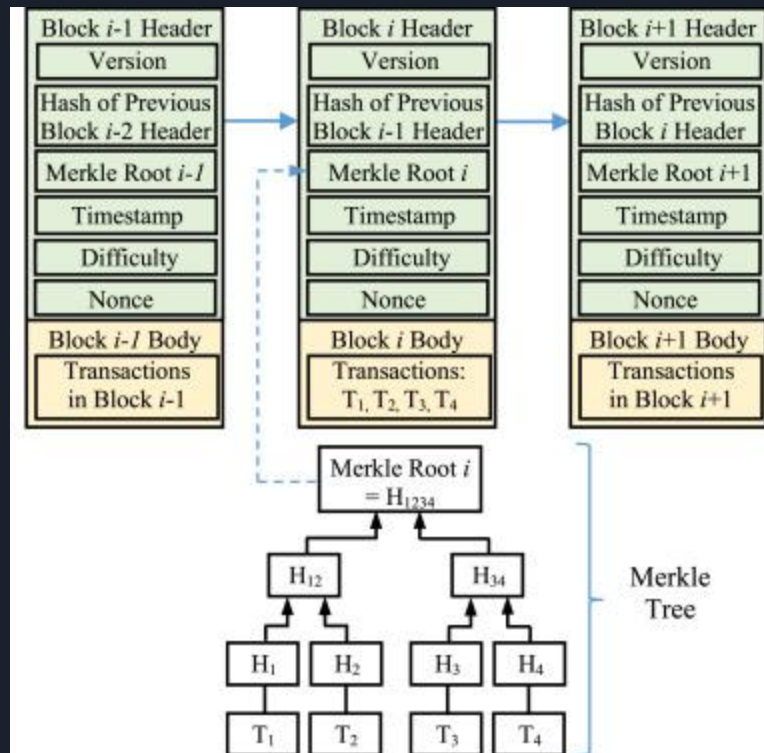 Block i-1 Header
Version
Hash of Previous
Block i-2 Header
Merkle Root i-1
Timestamp
Difficulty
Nonce
Block i-1 Body
Transactions
in Block i-1
Block i Header
Version
Hash of Previous
Block i-1 Header
Merkle Root i
Timestamp
Difficulty
Nonce
Block i Body
Transactions:
T₁, T₂, T₃, T₄
Block i+1 Header
Version
Hash of Previous
Block i Header
Merkle Root i+1
Timestamp
Difficulty
Nonce
Block i+1 Body
Transactions
in Block i+1
Merkle Root i
= H₁₂₃₄
H₁₂
H₃₄
H₁
H₂
H₃
H₄
T₁
T₂
T₃
T₄
Merkle
Tree